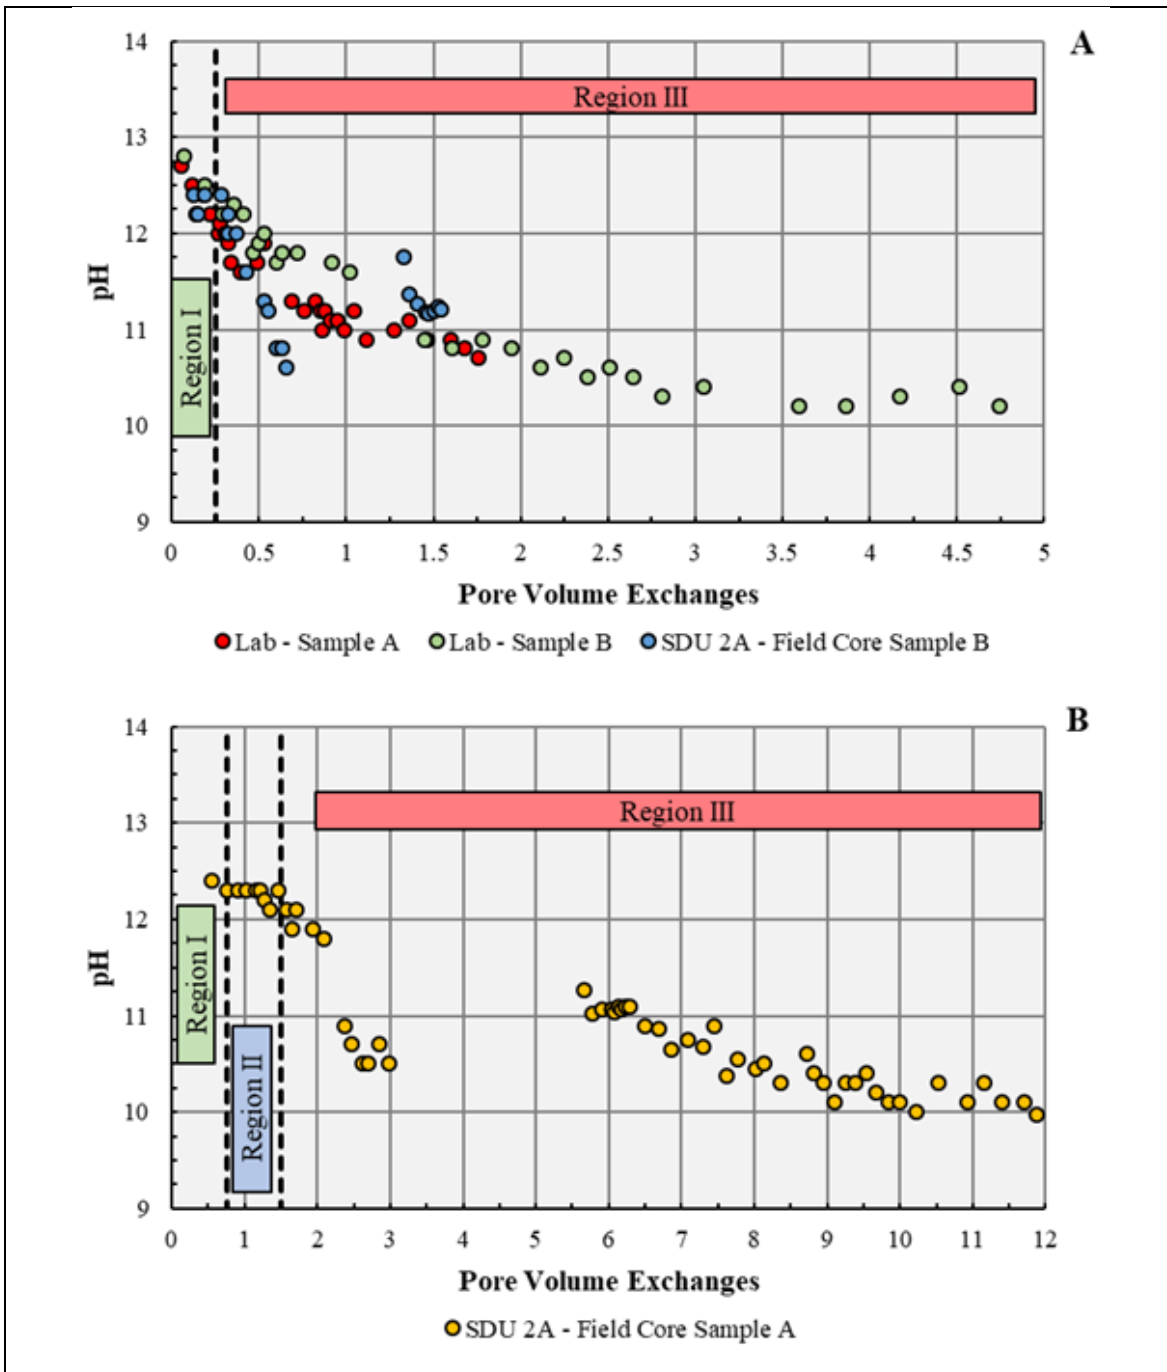 A
14
13
12
11
10
9
pH
Region III
Region I
0 0.5 1 1.5 2 2.5 3 3.5 4 4.5 5
Pore Volume Exchanges
Lab - Sample A Lab - Sample B SDU 2A - Field Core Sample B
B
14
13
12
11
10
9
pH
Region III
Region I
Region II
0 1 2 3 4 5 6 7 8 9 10 11 12
Pore Volume Exchanges
SDU 2A - Field Core Sample A